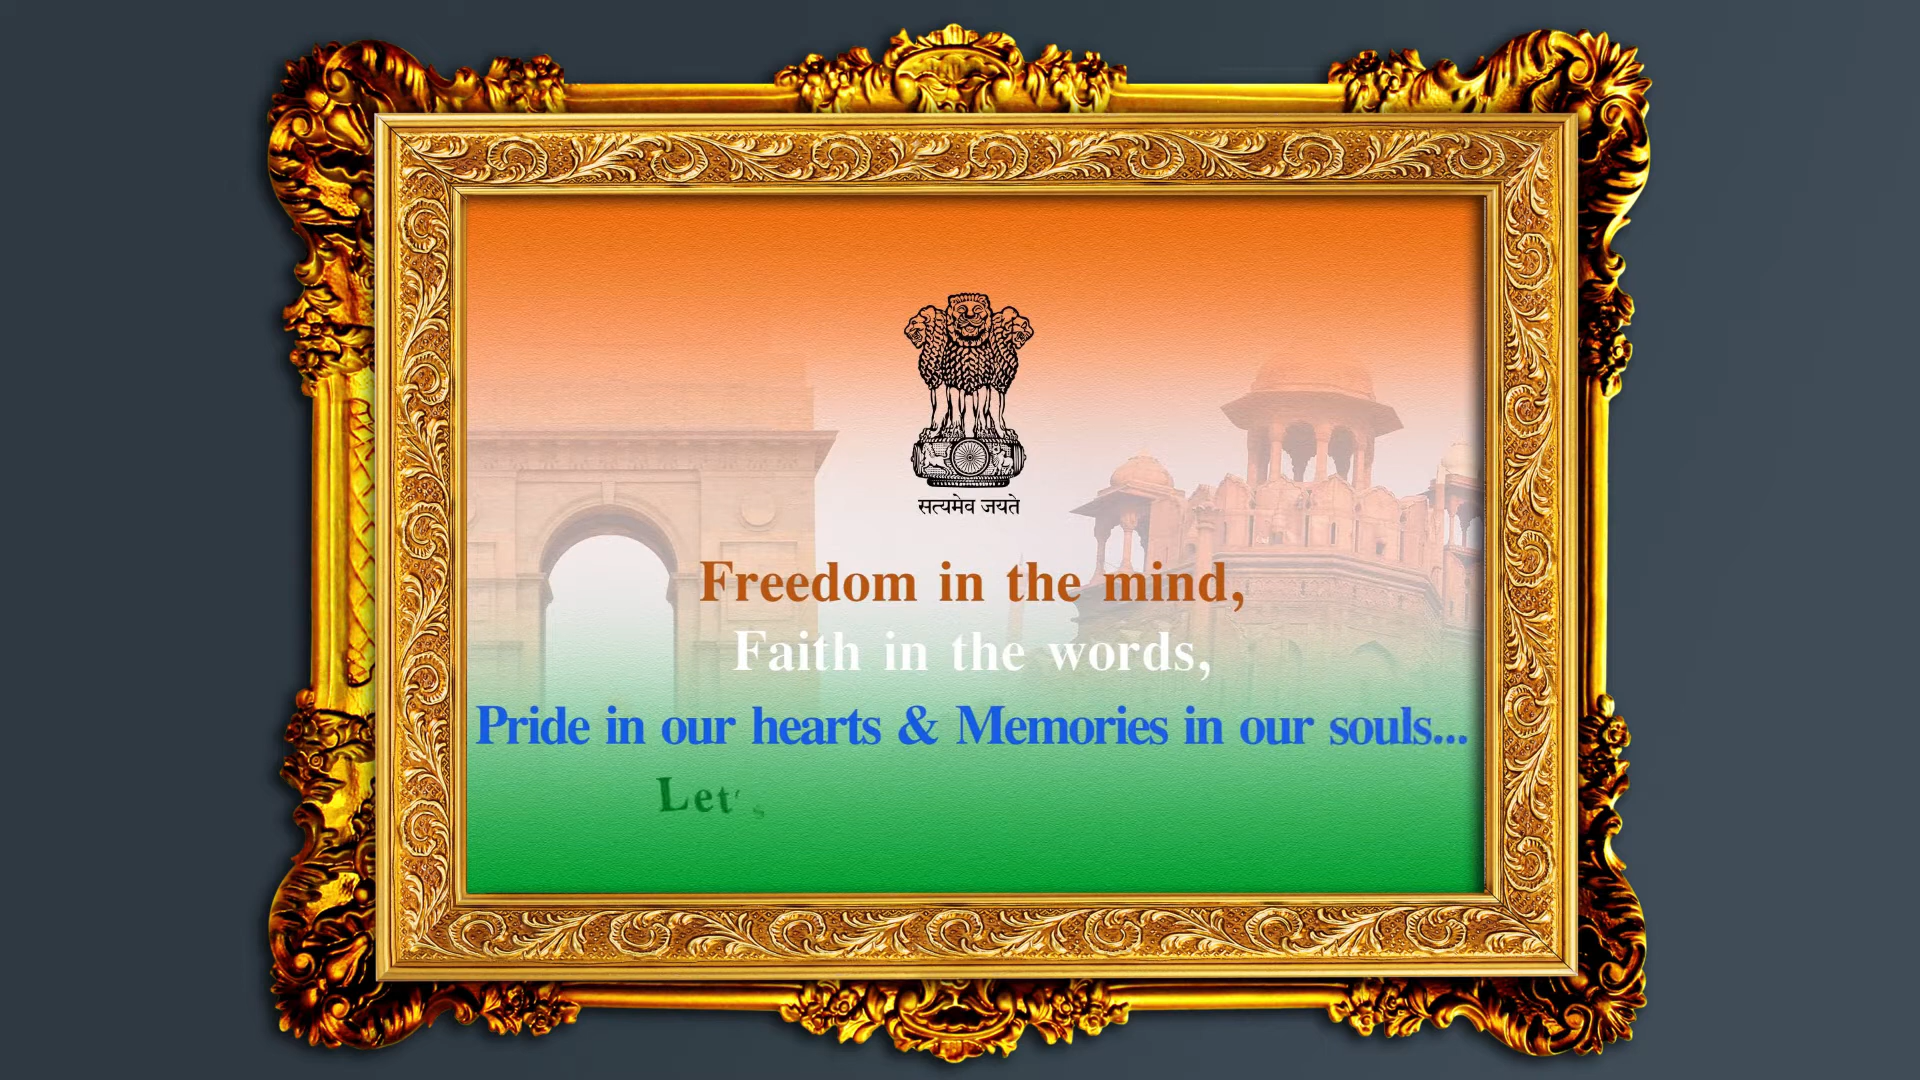 सत्यमेव जयते
Freedom in the mind,
Faith in the words,
Pride in our hearts & Memories in our souls...
Let's